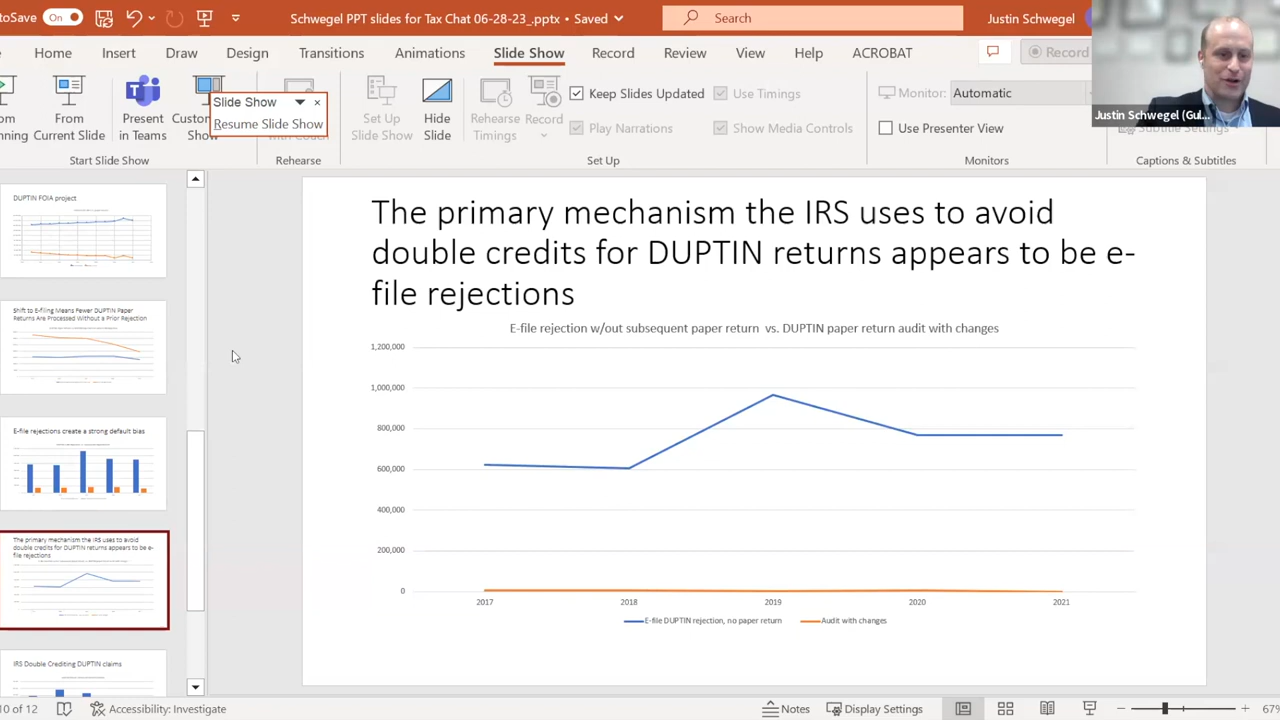 toSave On Schwegel PPT slides for Tax Chat 06-28-23_.pptx • Saved Search Justin Schwegel
Home Insert Draw Design Transitions Animations Slide Show Record Review View Help ACROBAT Record
From Current Slide
Present in Teams
Slide Show
Resume Slide Show
Set Up Slide Show
Hide Slide
Rehearse Timings
Record
Keep Slides Updated
Use Timings
Play Narrations
Show Media Controls
Monitor: Automatic
Use Presenter View
Justin Schwegel (Gul...
Start Slide Show Rehearse Set Up Monitors Captions & Subtitles
DUPTIN FOIA project
Shift to E-filing Means Fewer DUPTIN Paper
Returns Are Processed Without a Prior Rejection
E-file rejections create a strong default bias
The primary mechanism the IRS uses to avoid
double credits for DUPTIN returns appears to be e-
file rejections
IRS Double Crediting DUPTIN claims
The primary mechanism the IRS uses to avoid
double credits for DUPTIN returns appears to be e-
file rejections
E-file rejection w/out subsequent paper return vs. DUPTIN paper return audit with changes
1,200,000
1,000,000
800,000
600,000
400,000
200,000
0
2017 2018 2019 2020 2021
E-file DUPTIN rejection, no paper return Audit with changes
10 of 12 Accessibility: Investigate Notes Display Settings 67%